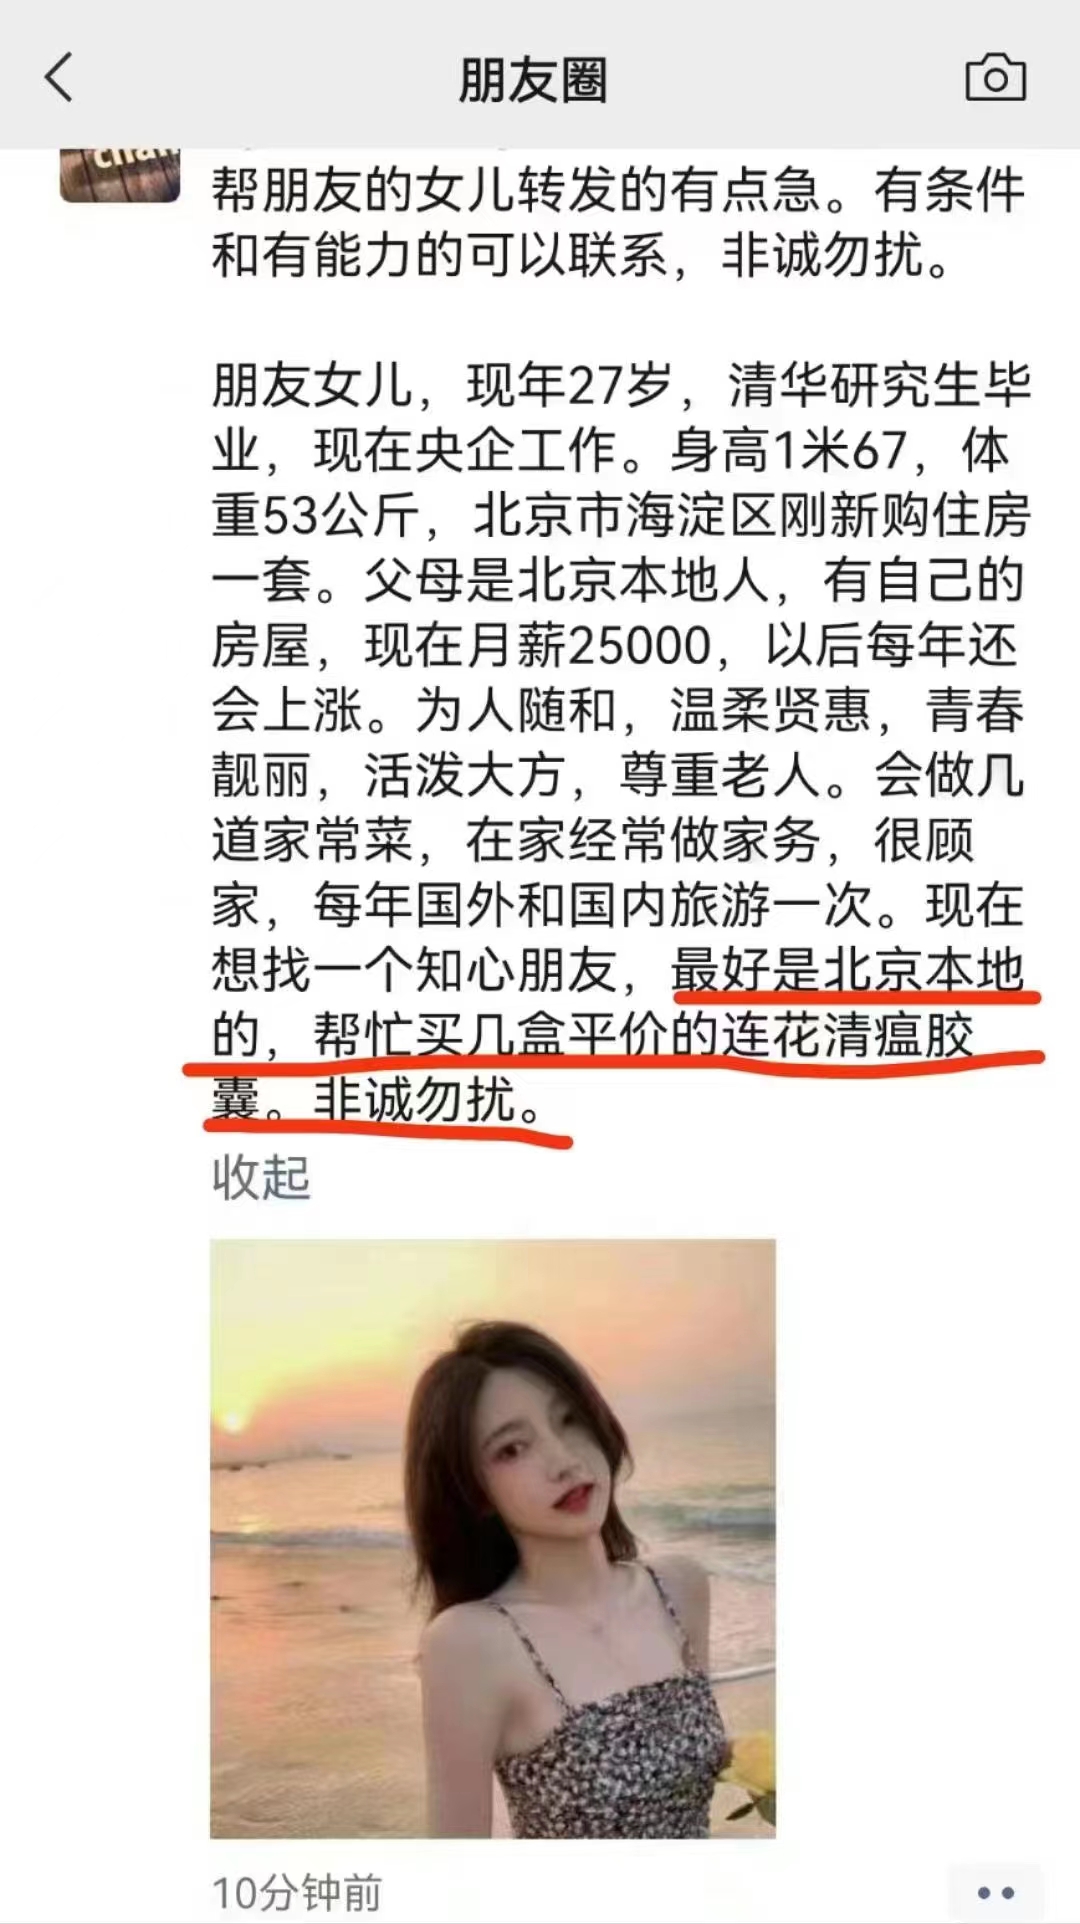 朋友圈
帮朋友的女儿转发的有点急。有条件
和有能力的可以联系，非诚勿扰。
朋友女儿，现年27岁，清华研究生毕
业，现在央企工作。身高1米67，体
重53公斤，北京市海淀区刚新购住房
一套。父母是北京本地人，有自己的
房屋，现在月薪25000，以后每年还
会上涨。为人随和，温柔贤惠，青春
靓丽，活泼大方，尊重老人。会做几
道家常菜，在家经常做家务，很顾
家，每年国外和国内旅游一次。现在
想找一个知心朋友，最好是北京本地
的，帮忙买几盒平价的连花清瘟胶
囊。非诚勿扰。
收起
10分钟前